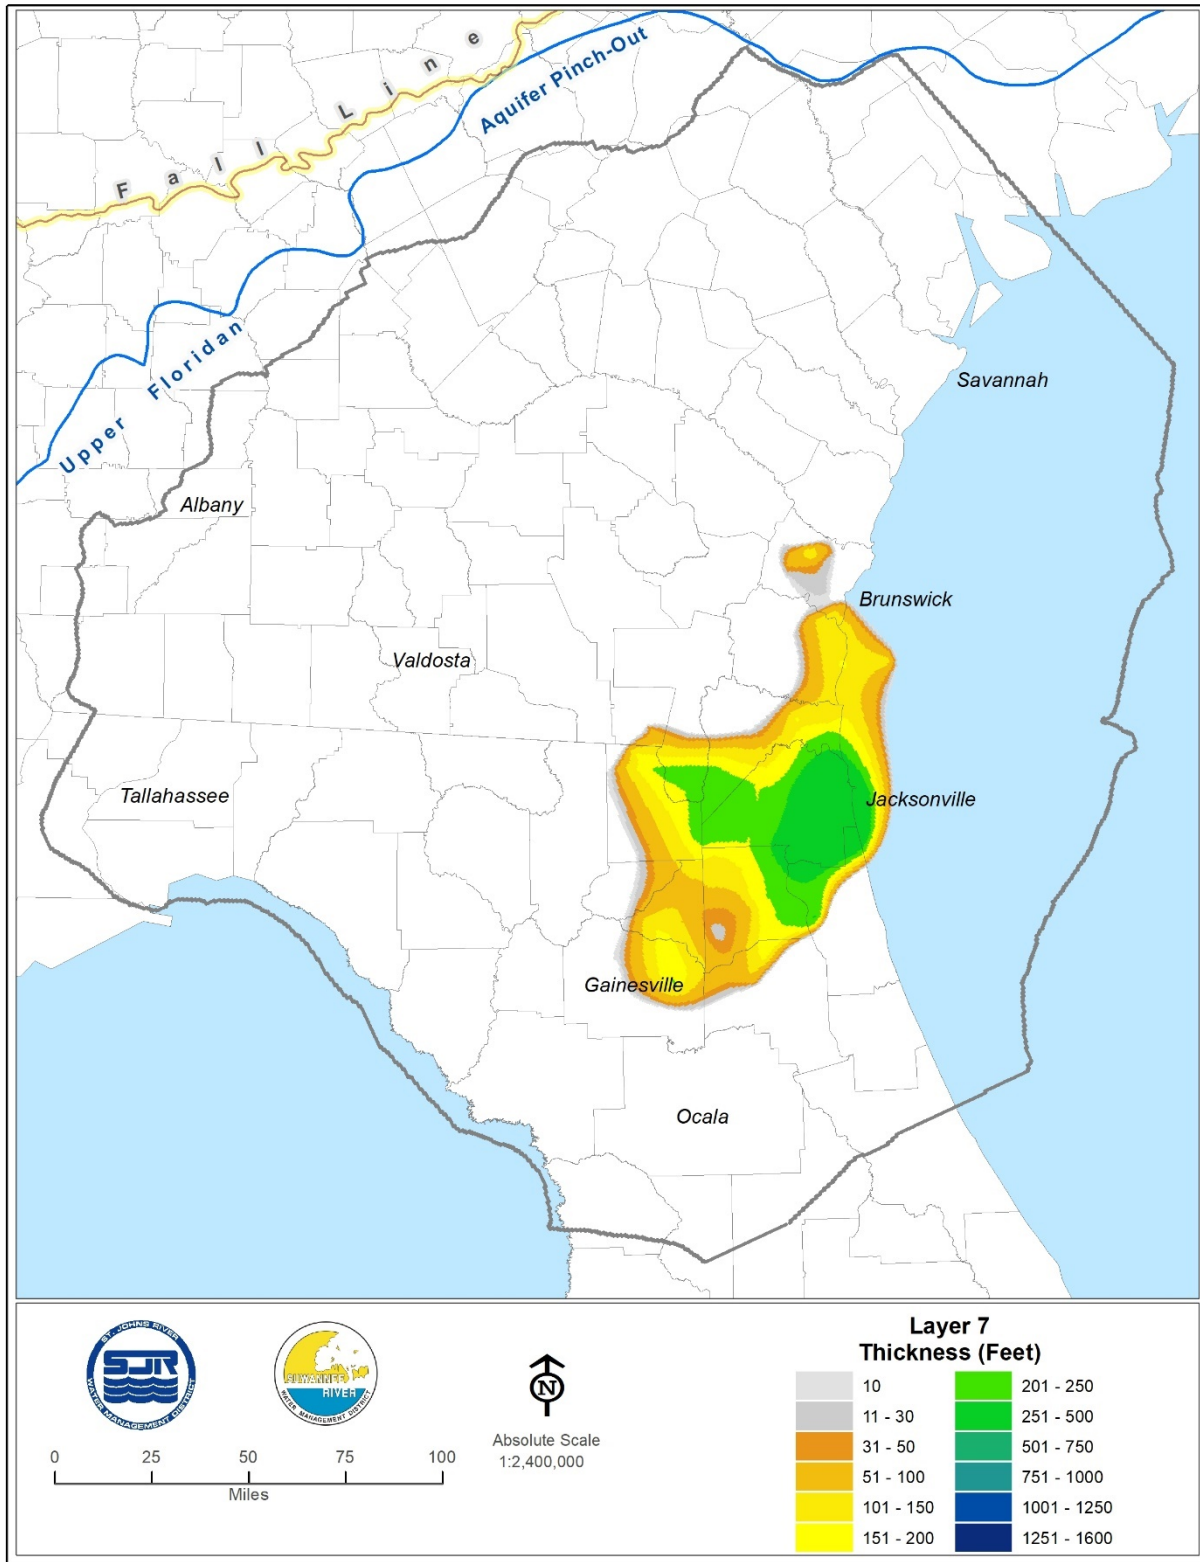 Fall Line
Aquifer Pinch-Out
Upper Floridan
Savannah
Albany
Brunswick
Valdosta
Tallahassee
Jacksonville
Gainesville
Ocala
ST. JOHNS RIVER
SJR
WATER MANAGEMENT DISTRICT
SUWANNEE
RIVER
WATER MANAGEMENT DISTRICT
N
Absolute Scale
1:2,400,000
0 25 50 75 100
Miles
Layer 7
Thickness (Feet)
10
11 - 30
31 - 50
51 - 100
101 - 150
151 - 200
201 - 250
251 - 500
501 - 750
751 - 1000
1001 - 1250
1251 - 1600